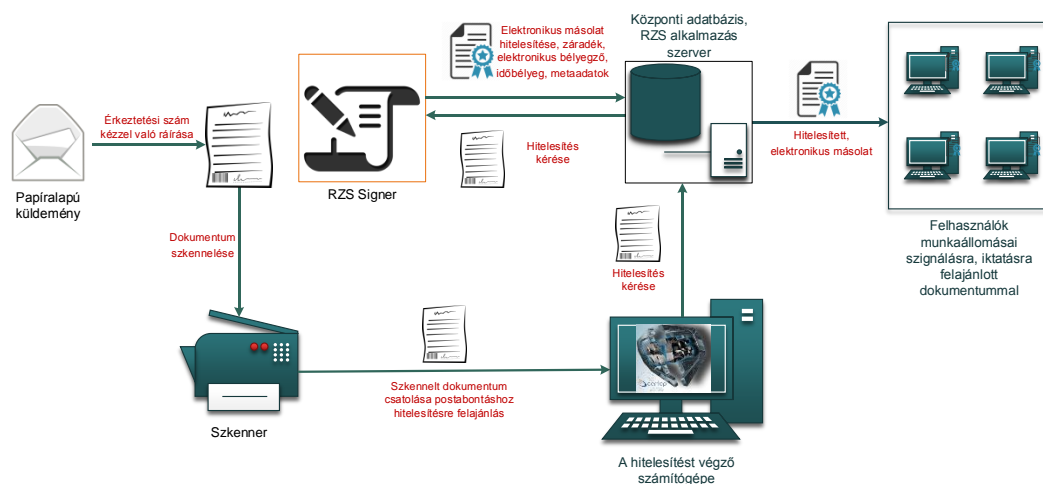 Elektronikus másolat
hitelesítése, záradék,
elektronikus bélyegző,
időbélyeg, metaadatok
Központi adatbázis,
RZS alkalmazás
szerver
Érkeztetési szám
kézzel való ráírása
Hitelesítés
kérése
Hitelesített,
elektronikus másolat
Papíralapú
küldemény
RZS Signer
Dokumentum
szkennelése
Hitelesítés
kérése
Felhasználók
munkaállomásai
szignálásra, iktatásra
felajánlott
dokumentummal
Szkennelt dokumentum
csatolása postabontáshoz
hitelesítésre felajánlás
Szkenner
A hitelesítést végző
számítógépe